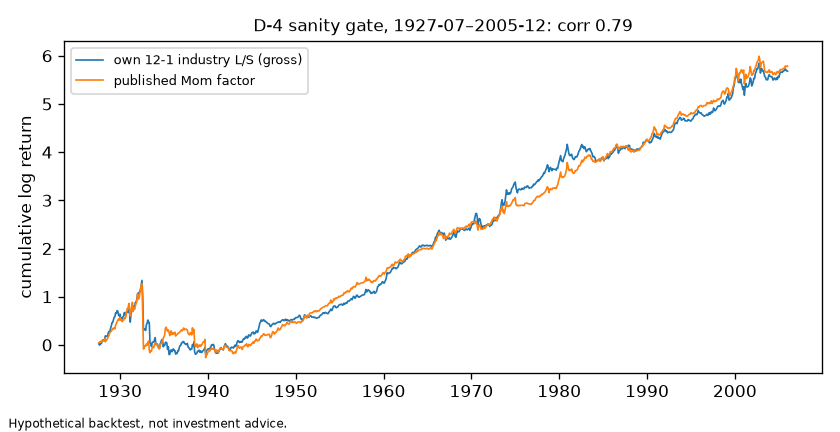 D-4 sanity gate, 1927-07–2005-12: corr 0.79
own 12-1 industry L/S (gross)
published Mom factor
cumulative log return
6
5
4
3
2
1
0
1930 1940 1950 1960 1970 1980 1990 2000
Hypothetical backtest, not investment advice.